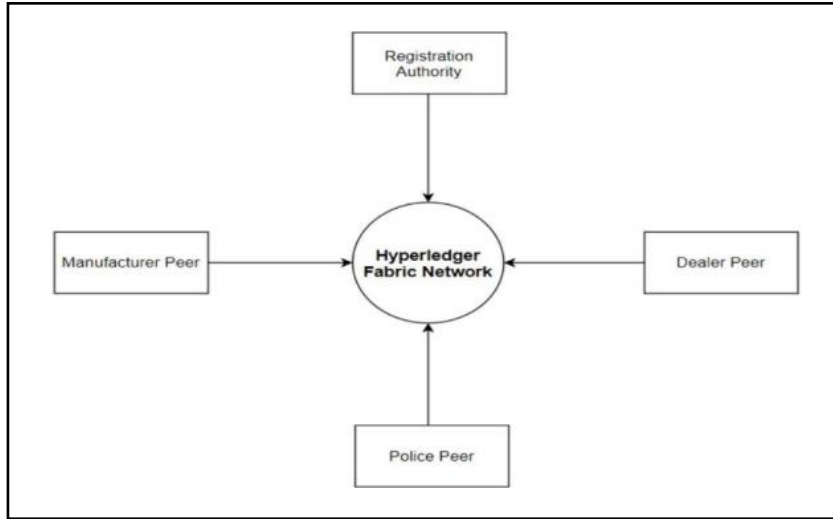 Registration
Authority
Manufacturer Peer
Hyperledger
Fabric Network
Dealer Peer
Police Peer